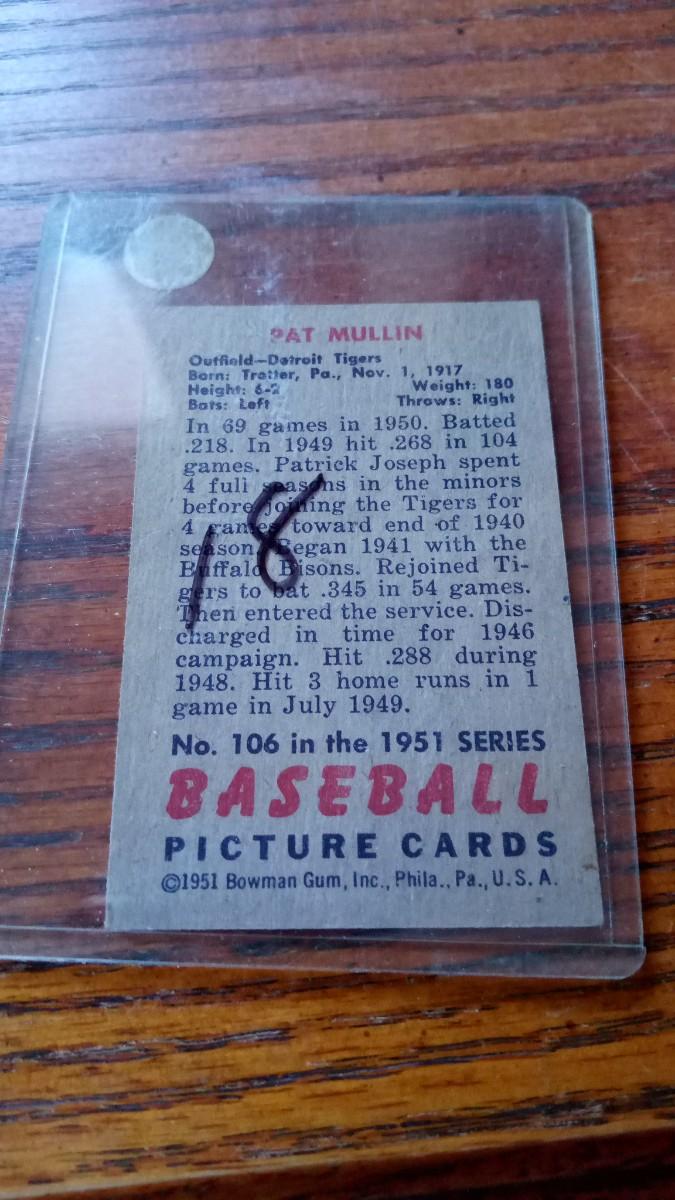 PAT MULLIN
Outfield—Detroit Tigers
Born: Trotter, Pa., Nov. 1, 1917
Height: 6-2 Weight: 180
Bats: Left Throws: Right
In 69 games in 1950. Batted
.218. In 1949 hit .268 in 104
games. Patrick Joseph spent
4 full seasons in the minors
before joining the Tigers for
4 games toward end of 1940
season. Began 1941 with the
Buffalo Bisons. Rejoined Ti-
gers to bat .345 in 54 games.
Then entered the service. Dis-
charged in time for 1946
campaign. Hit .288 during
1948. Hit 3 home runs in 1
game in July 1949.
18
No. 106 in the 1951 SERIES
BASEBALL
PICTURE CARDS
©1951 Bowman Gum, Inc., Phila., Pa., U.S.A.